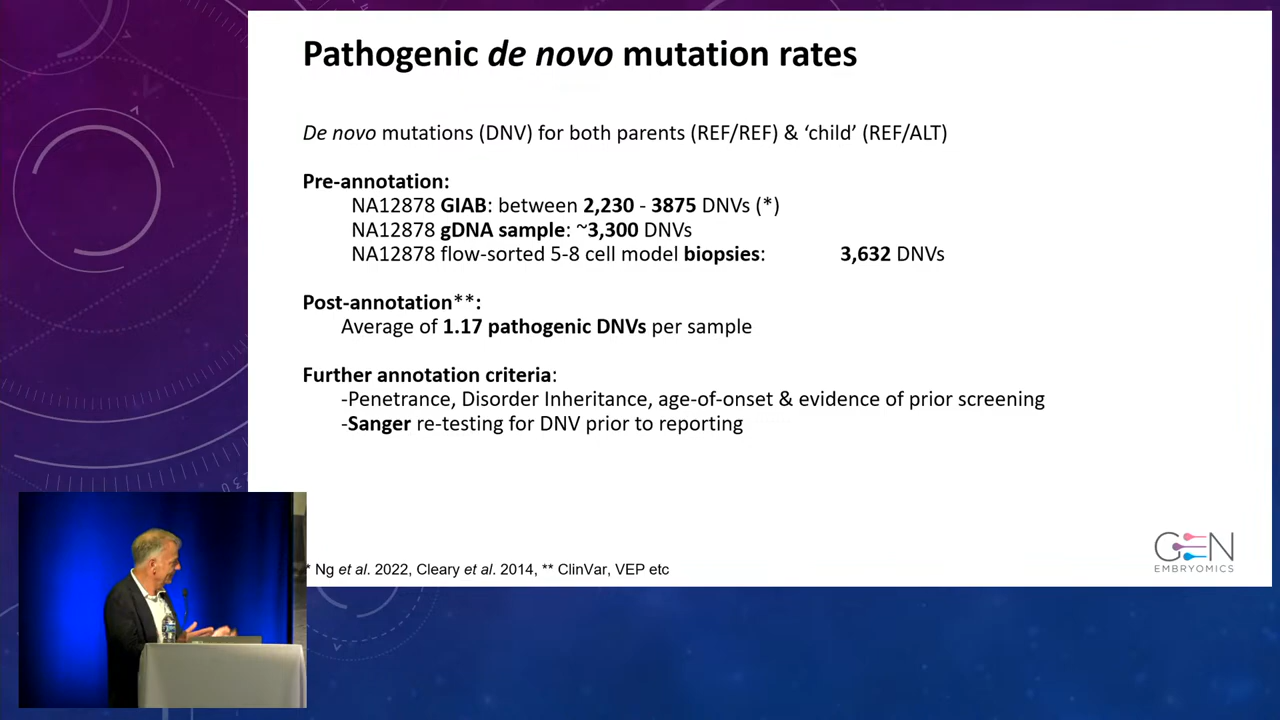 Pathogenic de novo mutation rates
De novo mutations (DNV) for both parents (REF/REF) & ‘child’ (REF/ALT)
Pre-annotation:
NA12878 GIAB: between 2,230 - 3875 DNVs (*)
NA12878 gDNA sample: ~3,300 DNVs
NA12878 flow-sorted 5-8 cell model biopsies: 3,632 DNVs
Post-annotation**:
Average of 1.17 pathogenic DNVs per sample
Further annotation criteria:
-Penetrance, Disorder Inheritance, age-of-onset & evidence of prior screening
-Sanger re-testing for DNV prior to reporting
* Ng et al. 2022, Cleary et al. 2014, ** ClinVar, VEP etc
GEN
EMBRYOMICS